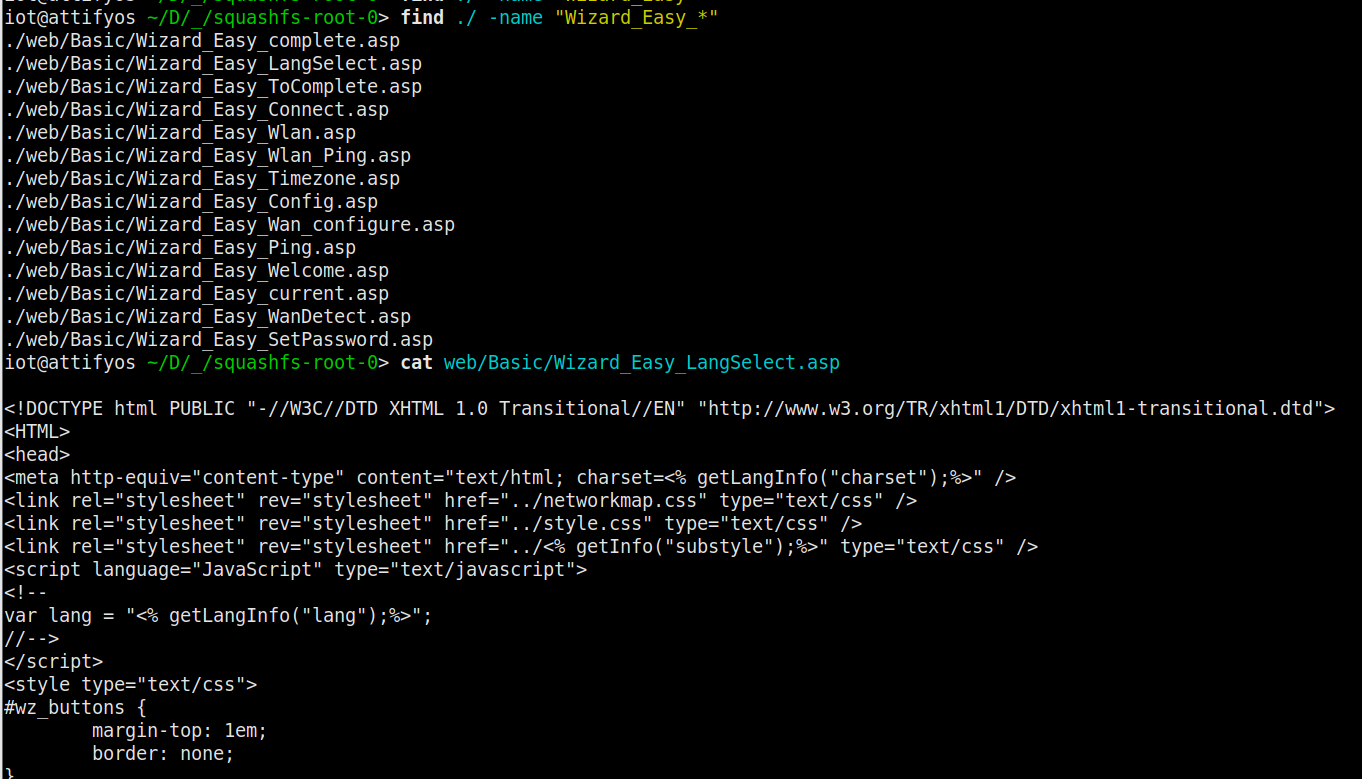 iot@attifyos ~/D/_/squashfs-root-0> find ./ -name "Wizard_Easy_*"
./web/Basic/Wizard_Easy_complete.asp
./web/Basic/Wizard_Easy_LangSelect.asp
./web/Basic/Wizard_Easy_ToComplete.asp
./web/Basic/Wizard_Easy_Connect.asp
./web/Basic/Wizard_Easy_Wlan.asp
./web/Basic/Wizard_Easy_Wlan_Ping.asp
./web/Basic/Wizard_Easy_Timezone.asp
./web/Basic/Wizard_Easy_Config.asp
./web/Basic/Wizard_Easy_Wan_configure.asp
./web/Basic/Wizard_Easy_Ping.asp
./web/Basic/Wizard_Easy_Welcome.asp
./web/Basic/Wizard_Easy_current.asp
./web/Basic/Wizard_Easy_WanDetect.asp
./web/Basic/Wizard_Easy_SetPassword.asp
iot@attifyos ~/D/_/squashfs-root-0> cat web/Basic/Wizard_Easy_LangSelect.asp
<!DOCTYPE html PUBLIC "-//W3C//DTD XHTML 1.0 Transitional//EN" "http://www.w3.org/TR/xhtml1/DTD/xhtml1-transitional.dtd">
<HTML>
<head>
<meta http-equiv="content-type" content="text/html; charset=<% getLangInfo("charset");%>" />
<link rel="stylesheet" rev="stylesheet" href="../networkmap.css" type="text/css" />
<link rel="stylesheet" rev="stylesheet" href="../style.css" type="text/css" />
<link rel="stylesheet" rev="stylesheet" href="../<% getInfo("substyle");%>" type="text/css" />
<script language="JavaScript" type="text/javascript">
<!--
var lang = "<% getLangInfo("lang");%>";
//-->
</script>
<style type="text/css">
#wz_buttons {
        margin-top: 1em;
        border: none;
}